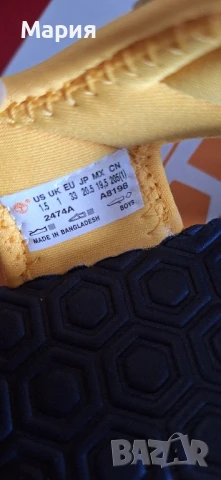 Мария
US UK EU JP MX CN
1.5 1 33 20.5 19.5 205(1)
2474A A8198
BOYS
MADE IN BANGLADESH
BAZAR